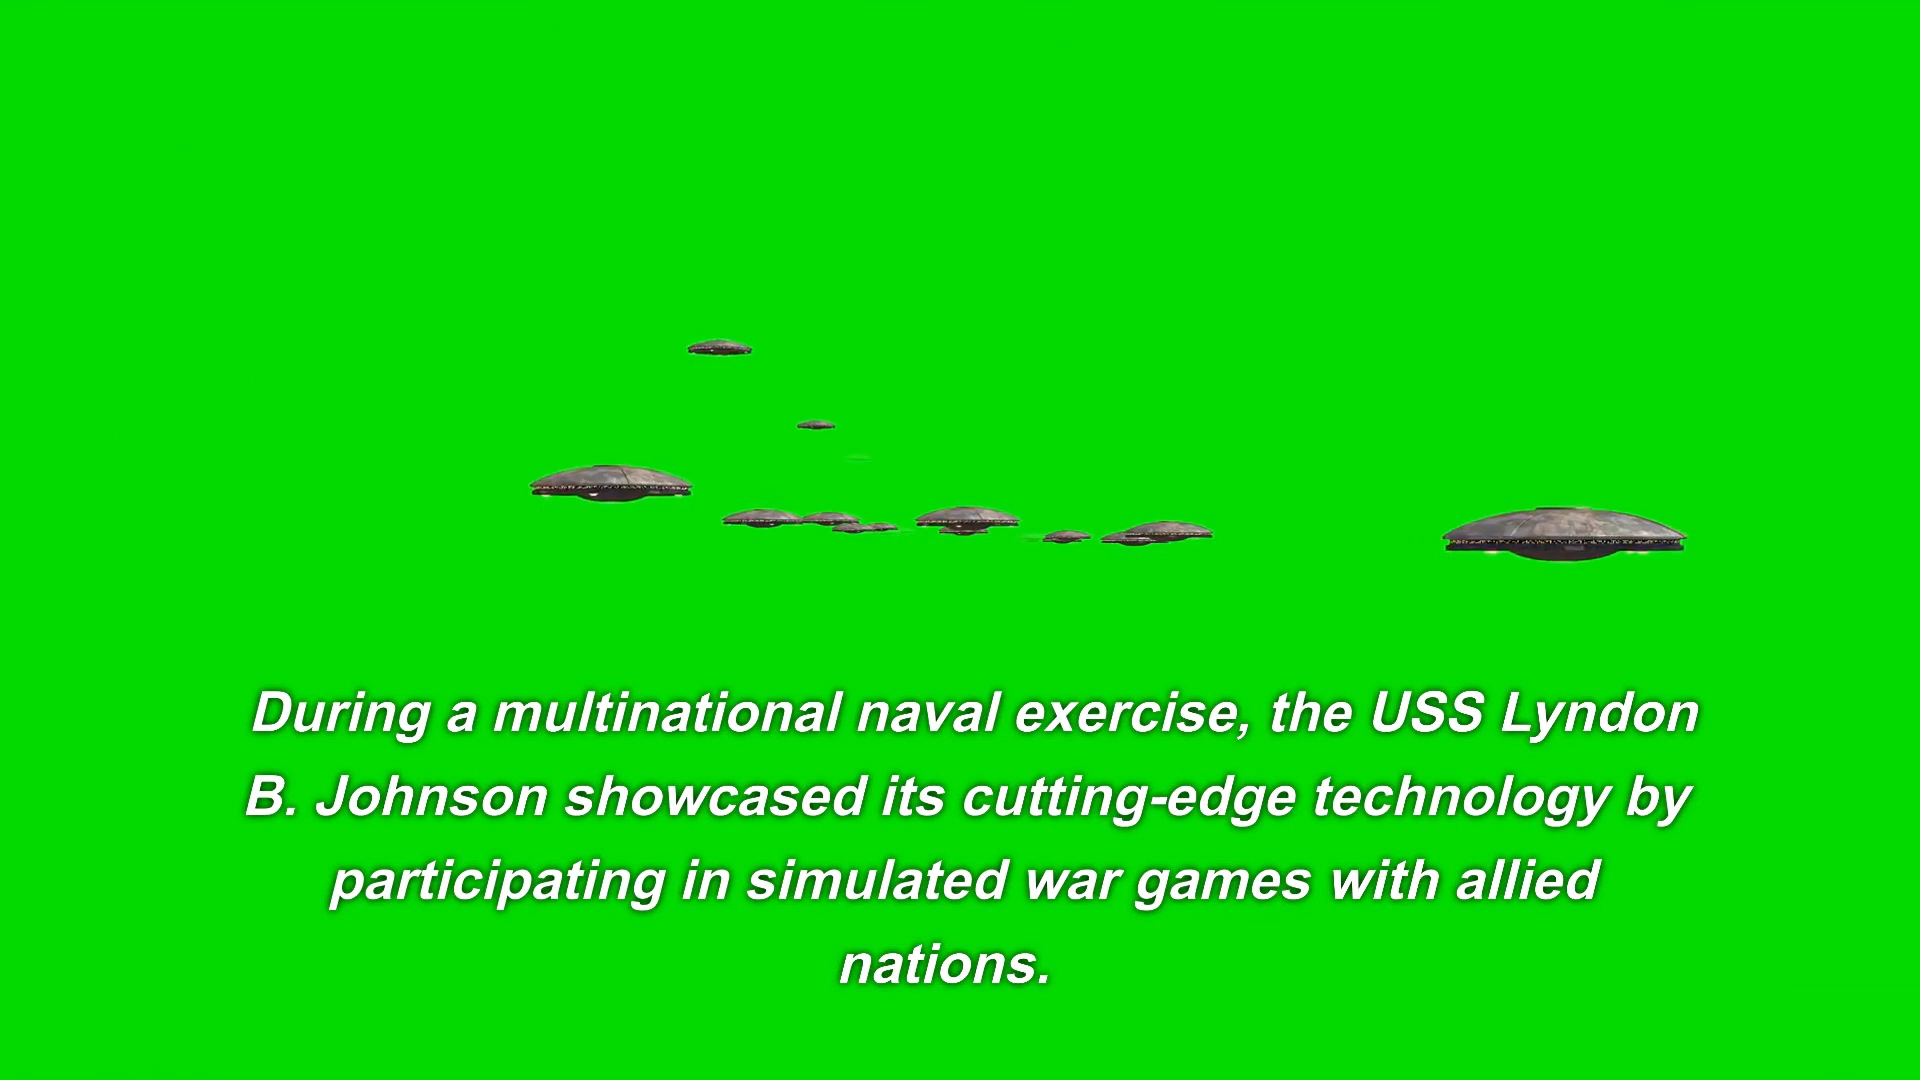 During a multinational naval exercise, the USS Lyndon
B. Johnson showcased its cutting-edge technology by
participating in simulated war games with allied
nations.